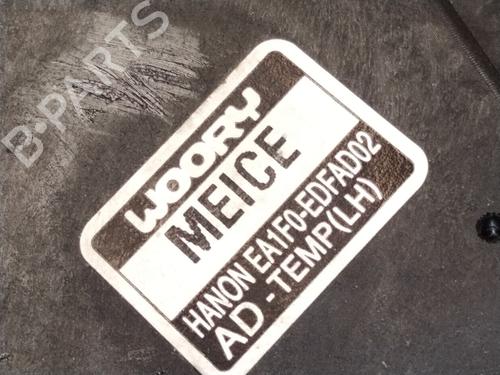 B-PARTS
WOORY
MEICE
HANON EA1F0-EDFAD02
AD - TEMP(LH)